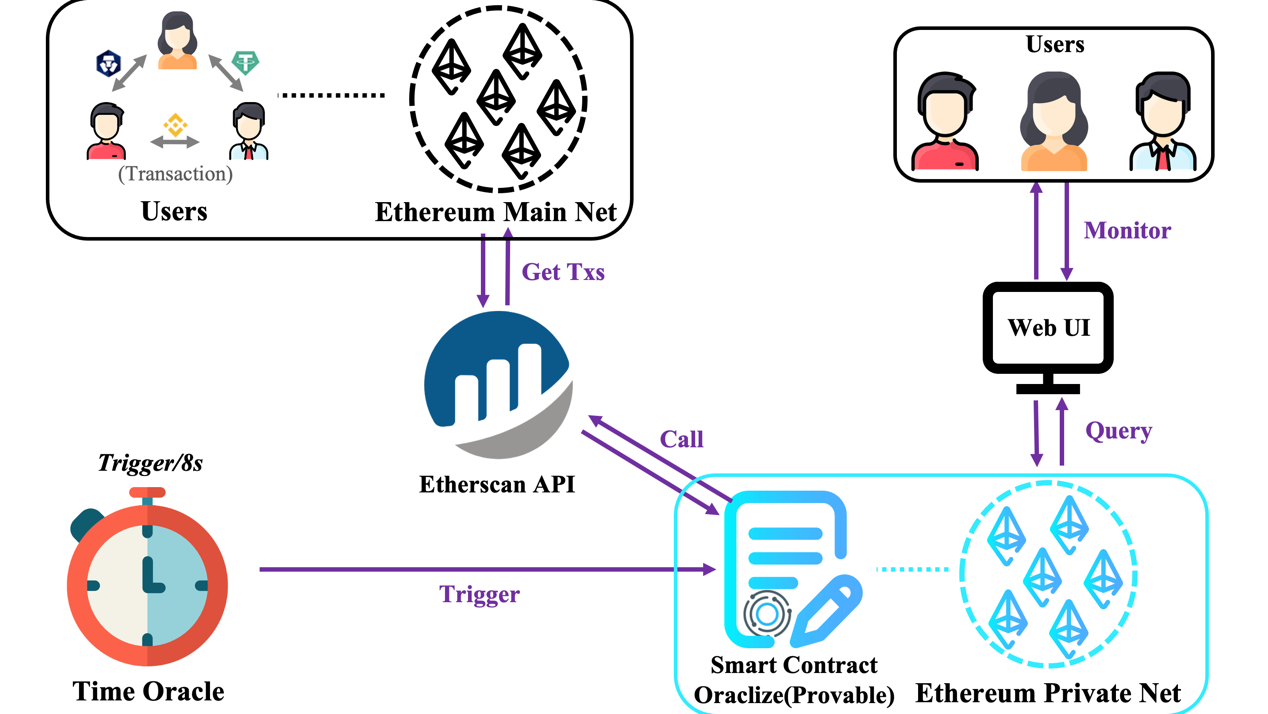 (Transaction)
Users
Ethereum Main Net
Users
Get Txs
Monitor
Web UI
Etherscan API
Call
Query
Trigger/8s
Trigger
Time Oracle
Smart Contract
Oraclize(Provable)
Ethereum Private Net